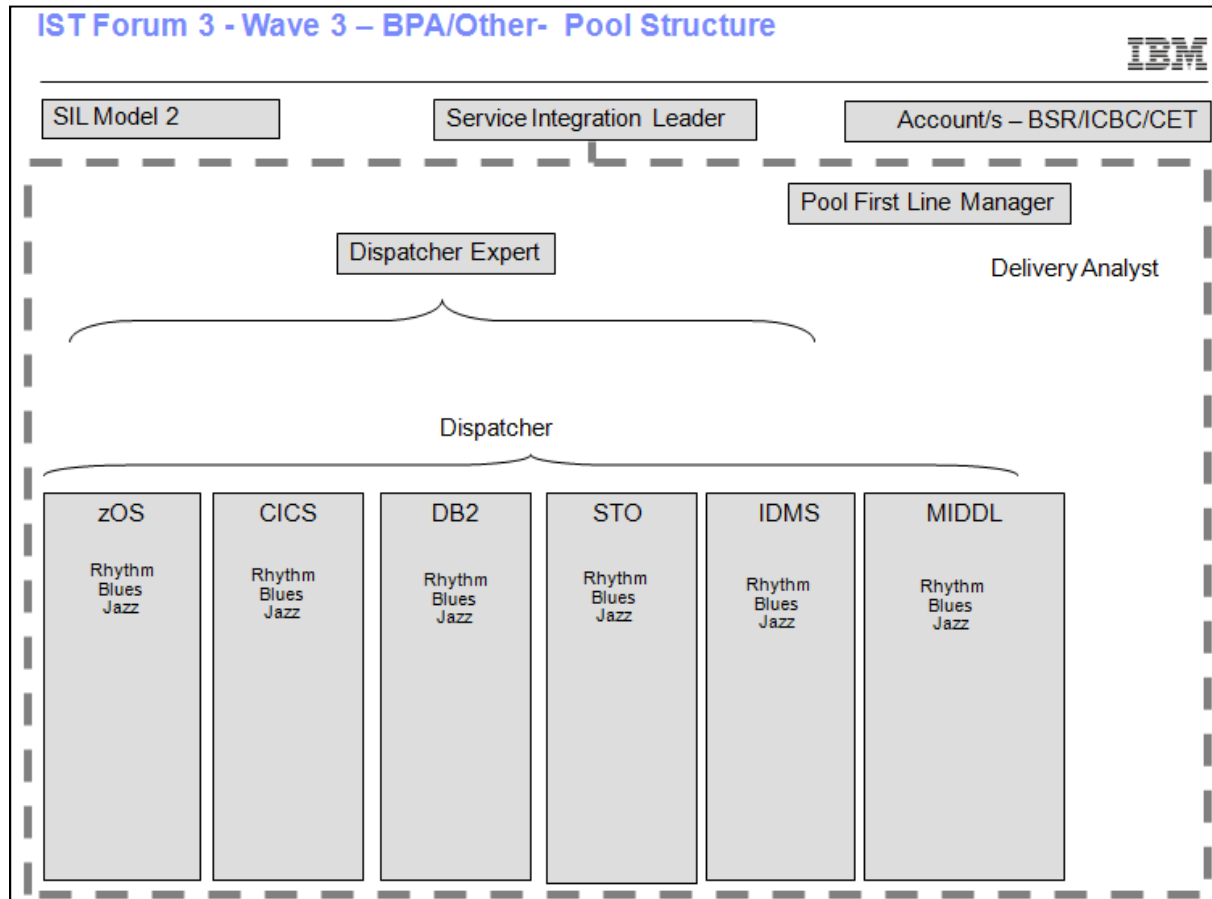 IST Forum 3 - Wave 3 – BPA/Other-  Pool Structure
IBM
SIL Model 2
Service Integration Leader
Account/s – BSR/ICBC/CET
Pool First Line Manager
Dispatcher Expert
Delivery Analyst
Dispatcher
zOS
Rhythm
Blues
Jazz
CICS
Rhythm
Blues
Jazz
DB2
Rhythm
Blues
Jazz
STO
Rhythm
Blues
Jazz
IDMS
Rhythm
Blues
Jazz
MIDDL
Rhythm
Blues
Jazz